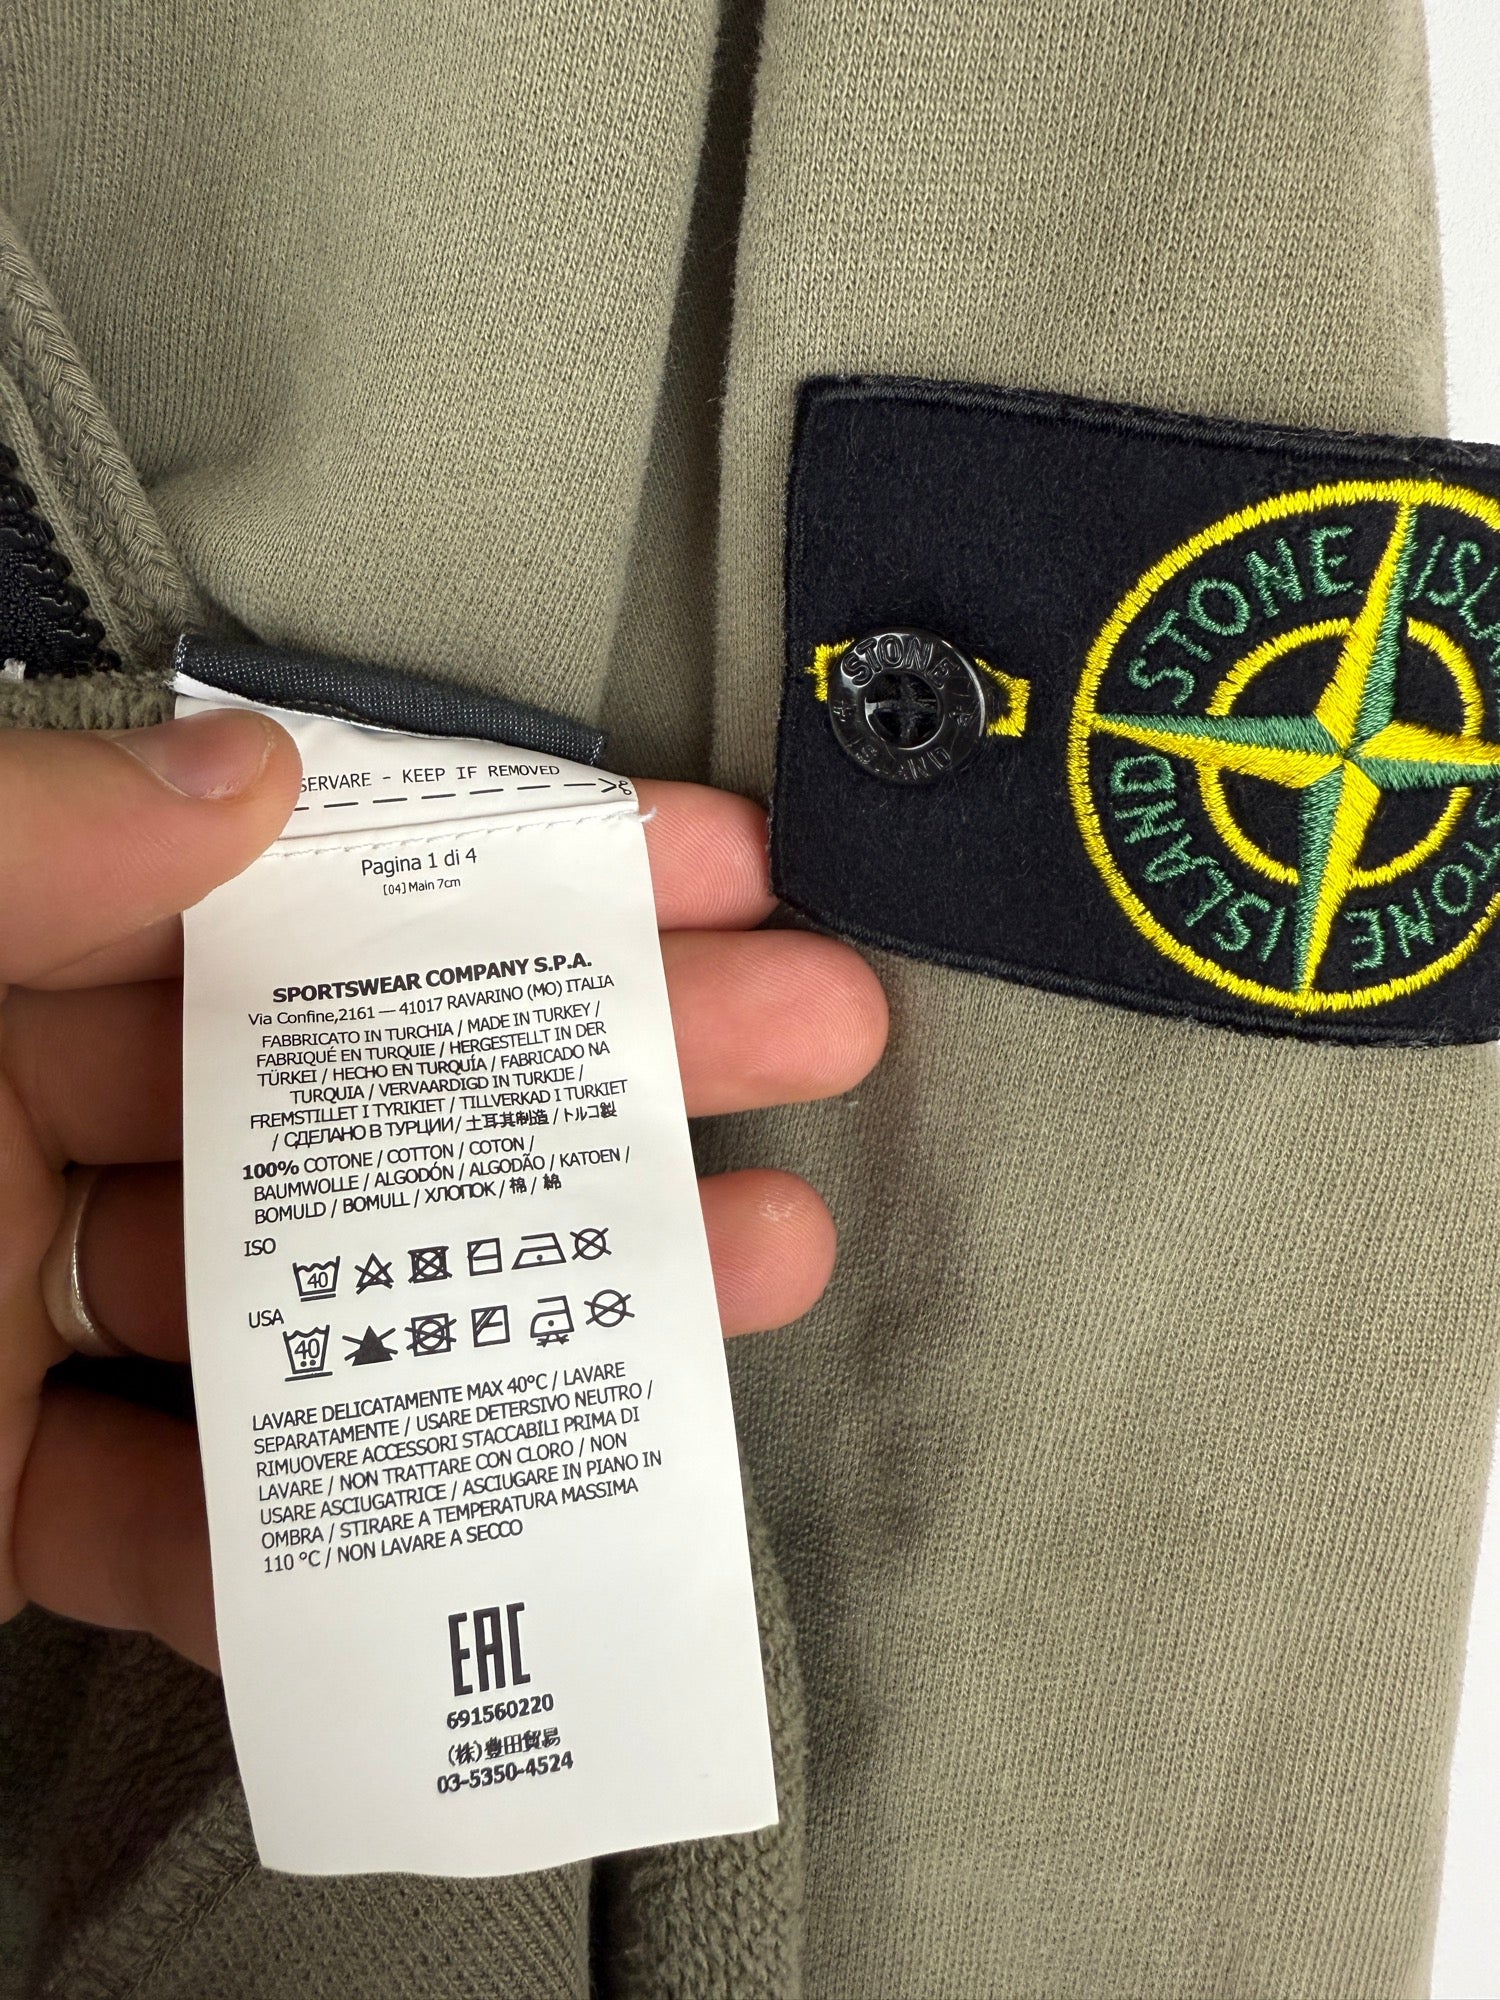 SERVARE - KEEP IF REMOVED
Pagina 1 di 4
[04] Main 7cm
SPORTSWEAR COMPANY S.P.A.
Via Confine,2161 — 41017 RAVARINO (MO) ITALIA
FABBRICATO IN TURCHIA / MADE IN TURKEY /
FABRIQUÉ EN TURQUIE / HERGESTELLT IN DER
TÜRKEI / HECHO EN TURQUÍA / FABRICADO NA
TURQUIA / VERVAARDIGD IN TURKIJE /
FREMSTILLET I TYRIKIET / TILLVERKAD I TURKIET
/ СДЕЛАНО В ТУРЦИИ / 土耳其制造 / トルコ製
100% COTONE / COTTON / COTON /
BAUMWOLLE / ALGODÓN / ALGODÃO / KATOEN /
BOMULD / BOMULL / ХЛОПОК / 棉 / 綿
ISO
40
USA
40
LAVARE DELICATAMENTE MAX 40°C / LAVARE
SEPARATAMENTE / USARE DETERSIVO NEUTRO /
RIMUOVERE ACCESSORI STACCABILI PRIMA DI
LAVARE / NON TRATTARE CON CLORO / NON
USARE ASCIUGATRICE / ASCIUGARE IN PIANO IN
OMBRA / STIRARE A TEMPERATURA MASSIMA
110 °C / NON LAVARE A SECCO
EAC
691560220
(株)豊田貿易
03-5350-4524
STONE
ISLAND
STONE
ISLA
STONE
ISLAND